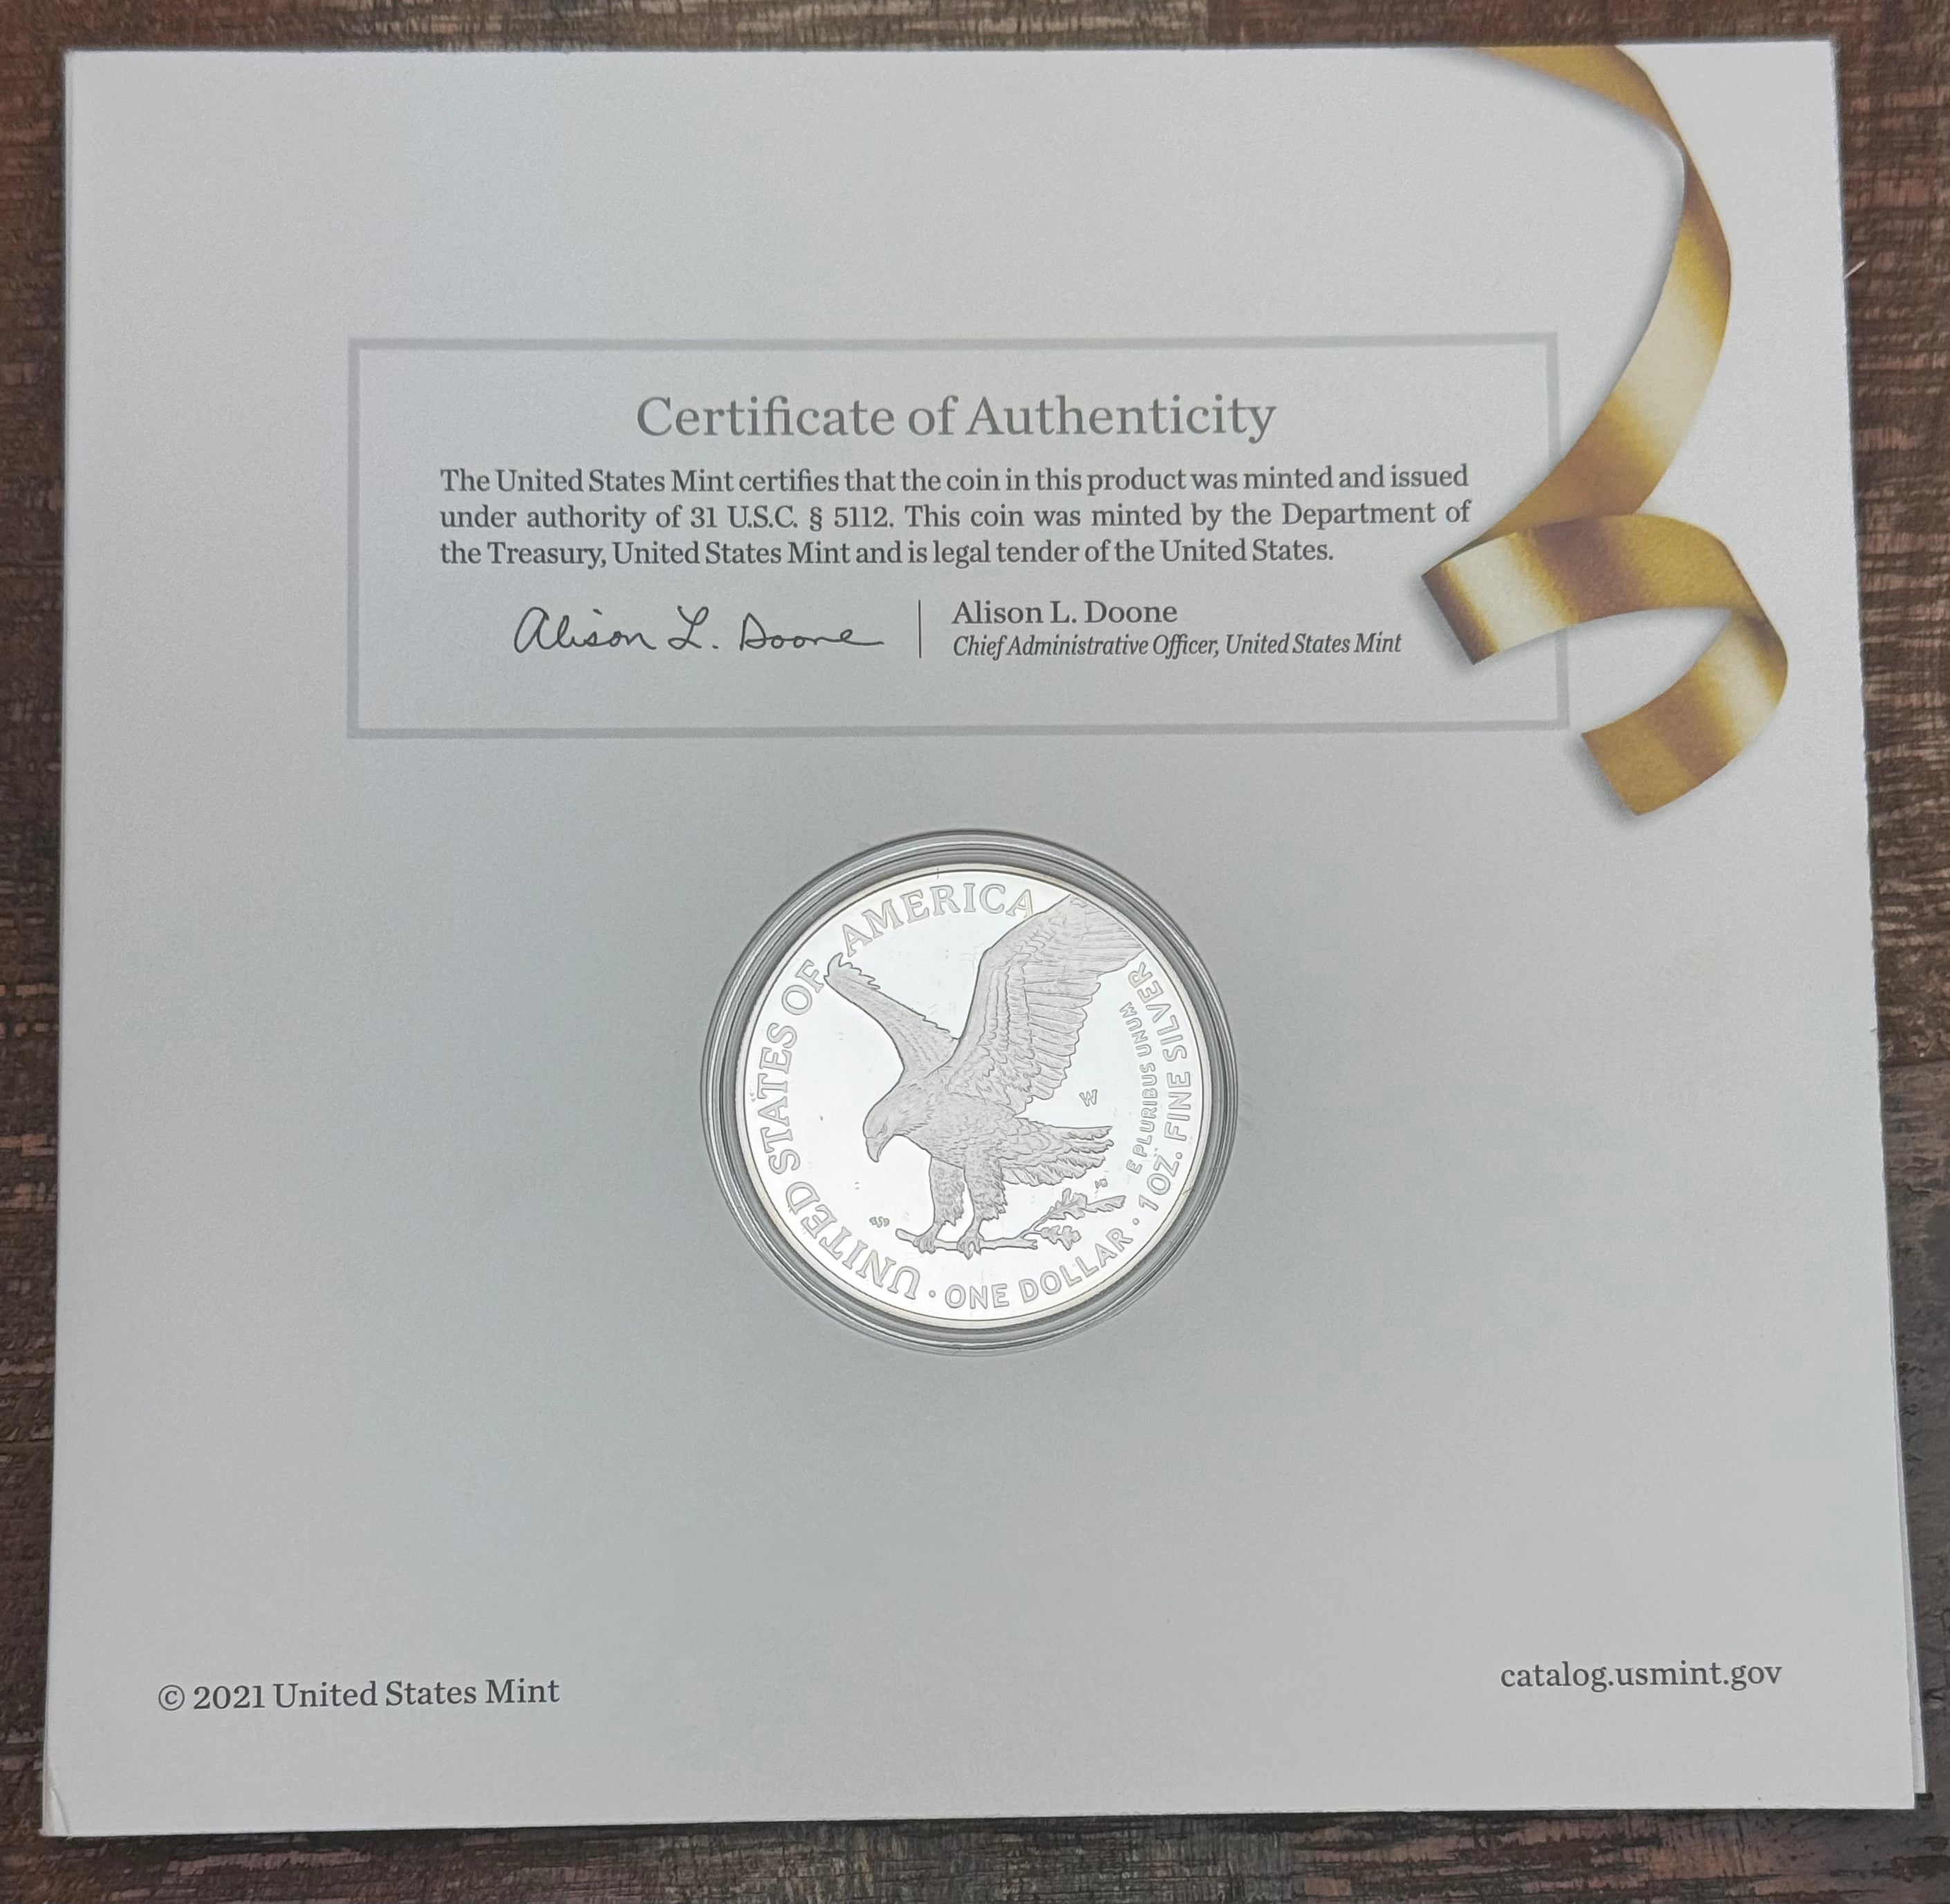 Certificate of Authenticity
The United States Mint certifies that the coin in this product was minted and issued
under authority of 31 U.S.C. § 5112. This coin was minted by the Department of
the Treasury, United States Mint and is legal tender of the United States.
Alison L. Doone
Alison L. Doone
Chief Administrative Officer, United States Mint
UNITED STATES OF AMERICA
E PLURIBUS UNUM
1 OZ. FINE SILVER
W
· ONE DOLLAR ·
© 2021 United States Mint
catalog.usmint.gov